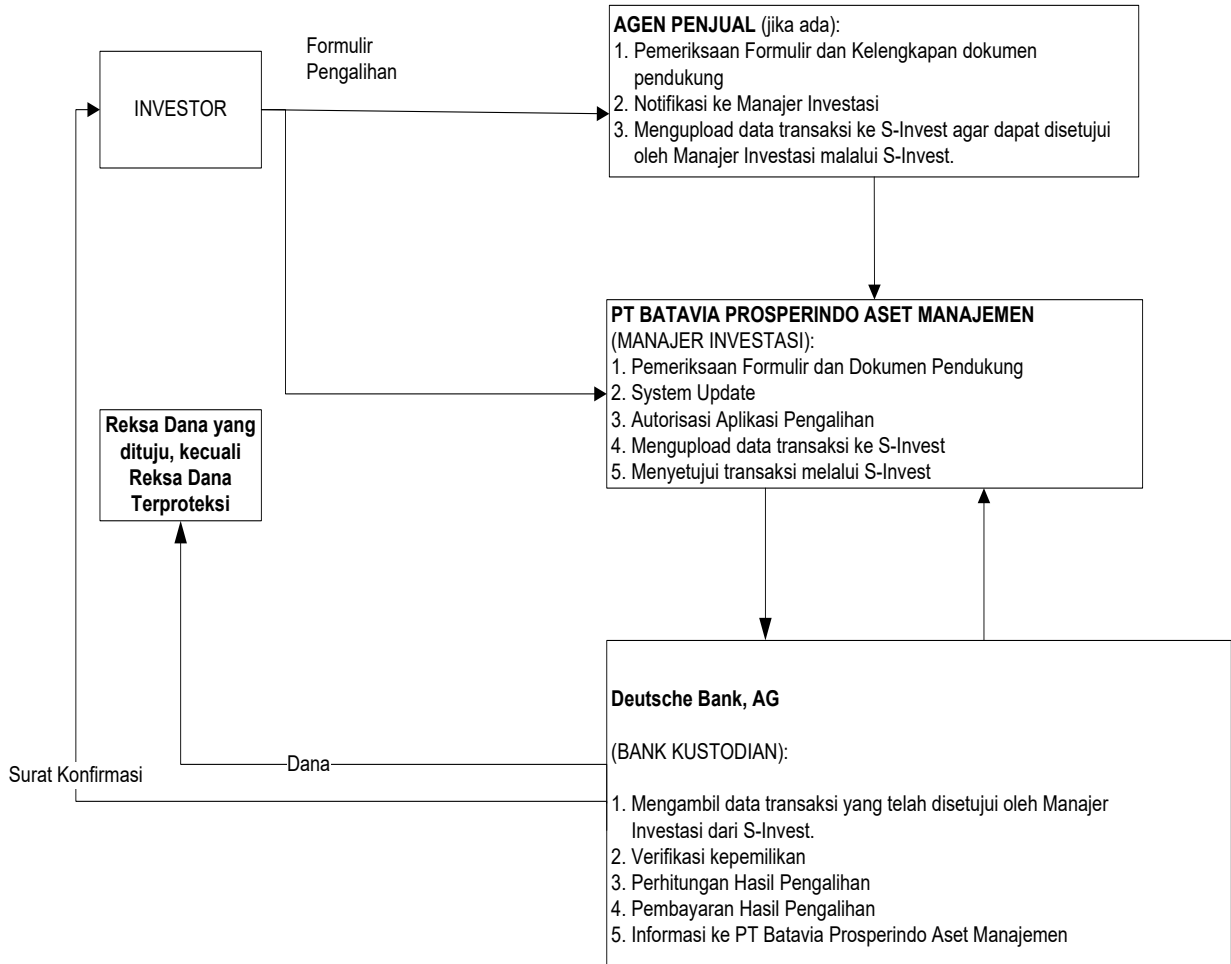 Formulir
Pengalihan
INVESTOR
AGEN PENJUAL (jika ada):
1. Pemeriksaan Formulir dan Kelengkapan dokumen
pendukung
2. Notifikasi ke Manajer Investasi
3. Mengupload data transaksi ke S-Invest agar dapat disetujui
oleh Manajer Investasi malalui S-Invest.
PT BATAVIA PROSPERINDO ASET MANAJEMEN
(MANAJER INVESTASI):
1. Pemeriksaan Formulir dan Dokumen Pendukung
2. System Update
3. Autorisasi Aplikasi Pengalihan
4. Mengupload data transaksi ke S-Invest
5. Menyetujui transaksi melalui S-Invest
Reksa Dana yang
dituju, kecuali
Reksa Dana
Terproteksi
Deutsche Bank, AG
(BANK KUSTODIAN):
1. Mengambil data transaksi yang telah disetujui oleh Manajer
Investasi dari S-Invest.
2. Verifikasi kepemilikan
3. Perhitungan Hasil Pengalihan
4. Pembayaran Hasil Pengalihan
5. Informasi ke PT Batavia Prosperindo Aset Manajemen
Dana
Surat Konfirmasi